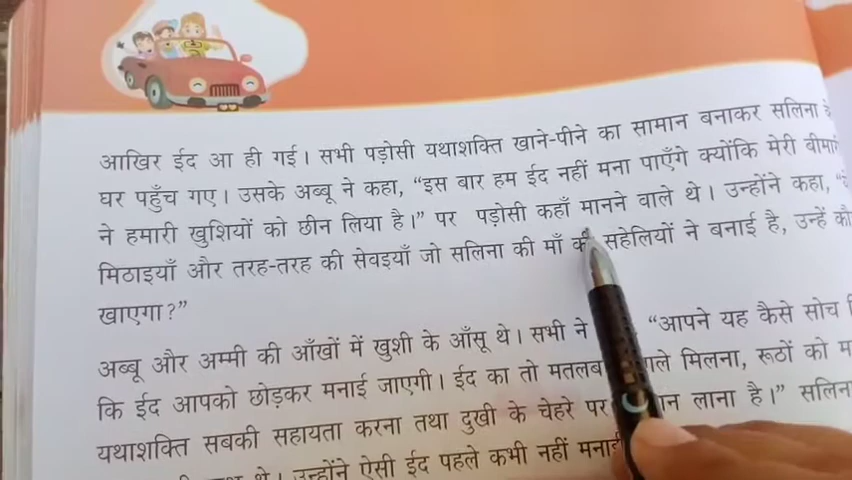 आखिर ईद आ ही गई। सभी पड़ोसी यथाशक्ति खाने-पीने का सामान बनाकर सलिना के
घर पहुँच गए। उसके अब्बू ने कहा, “इस बार हम ईद नहीं मना पाएँगे क्योंकि मेरी बीमारी
ने हमारी खुशियों को छीन लिया है।” पर पड़ोसी कहाँ मानने वाले थे। उन्होंने कहा,
मिठाइयाँ और तरह-तरह की सेवइयाँ जो सलिना की माँ की सहेलियों ने बनाई है, उन्हें
खाएगा?”
अब्बू और अम्मी की आँखों में खुशी के आँसू थे। सभी ने “आपने यह कैसे सोच
कि ईद आपको छोड़कर मनाई जाएगी। ईद का तो मतलब मिलना, रूठों को
यथाशक्ति सबकी सहायता करना तथा दुखी के चेहरे पर लाना है।”
थे। उन्होंने ऐसी ईद पहले कभी नहीं